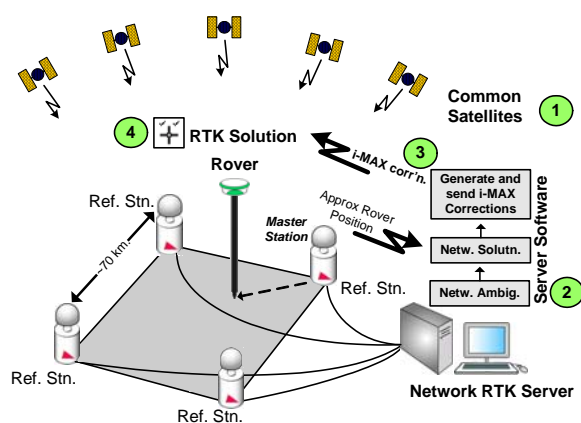 Common
Satellites
1
4
RTK Solution
3
i-MAX corr'n.
Rover
Generate and
send i-MAX
Corrections
Ref. Stn.
Approx Rover
Position
Master
Station
Server Software
~70 km.
Netw. Solutn.
Ref. Stn.
Netw. Ambig.
2
Ref. Stn.
Network RTK Server
Ref. Stn.